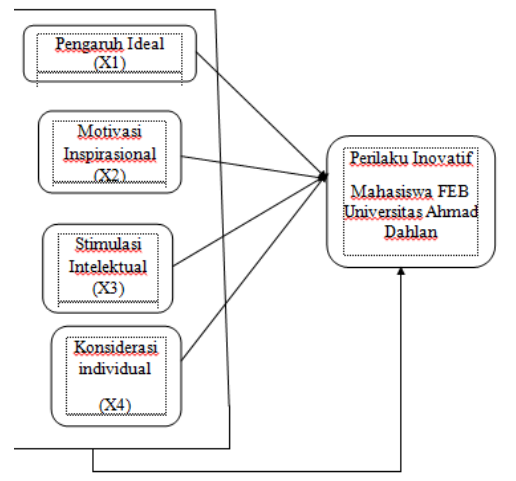 Pengaruh Ideal
(X1)
Motivasi
Inspirasional
(X2)
Stimulasi
Intelektual
(X3)
Konsiderasi
individual
(X4)
Perilaku Inovatif
Mahasiswa FEB
Universitas Ahmad
Dahlan